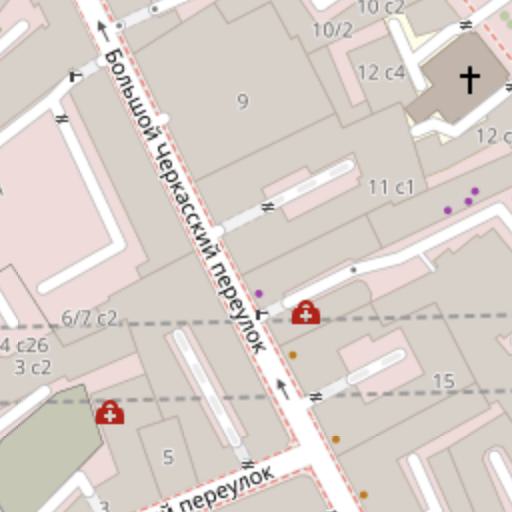 10 с2
10/2
12 с4
9
12 с
11 с1
Большой Черкасский переулок
6/7 с2
4 с26
3 с2
15
5
й переулок
3